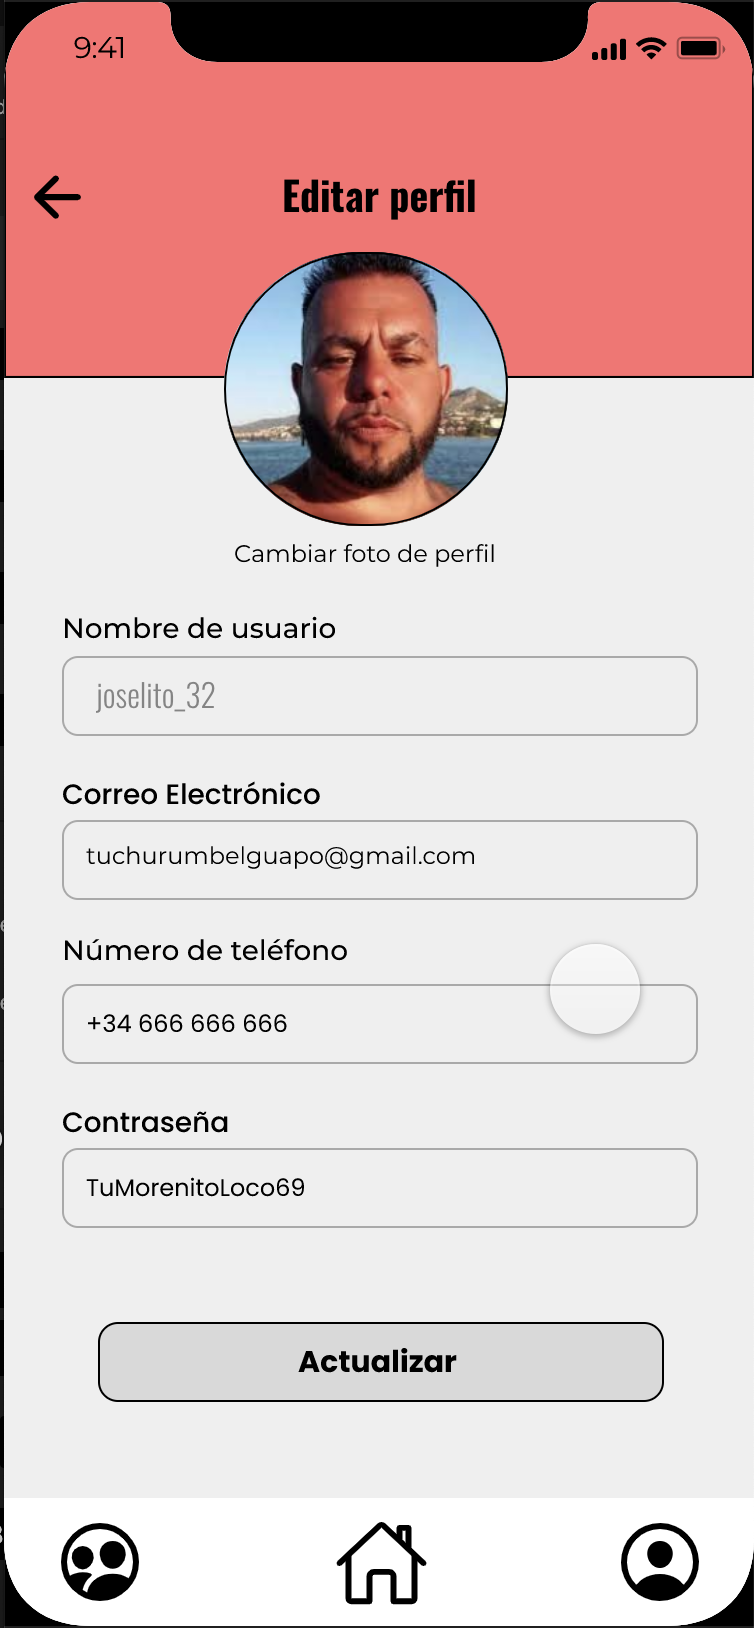 9:41
Editar perfil
Cambiar foto de perfil
Nombre de usuario
joselito_32
Correo Electrónico
tuchurumbelguapo@gmail.com
Número de teléfono
+34 666 666 666
Contraseña
TuMorenitoLoco69
Actualizar